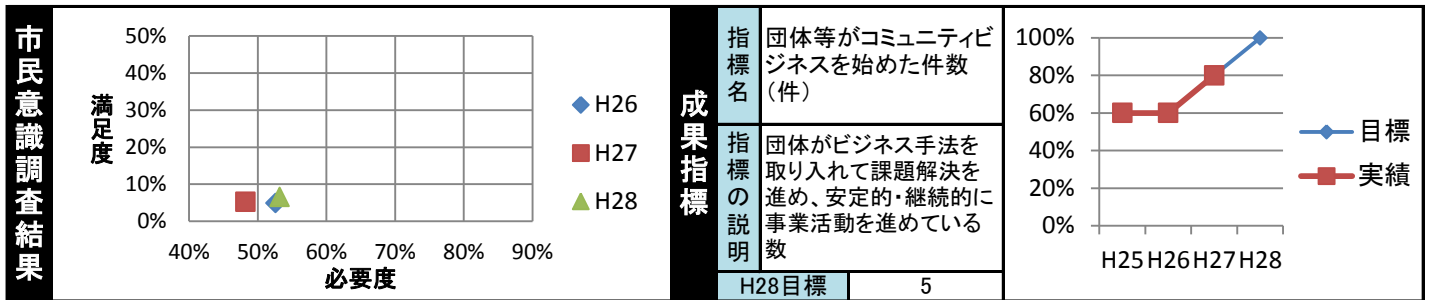 市民意識調査結果
満足度
50%
40%
30%
20%
10%
0%
40% 50% 60% 70% 80% 90%
必要度
H26
H27
H28
成果指標
指標名
団体等がコミュニティビ
ジネスを始めた件数
（件）
指標の説明
団体がビジネス手法を
取り入れて課題解決を
進め、安定的・継続的に
事業活動を進めている
数
H28目標 5
100%
80%
60%
40%
20%
0%
H25 H26 H27 H28
目標
実績